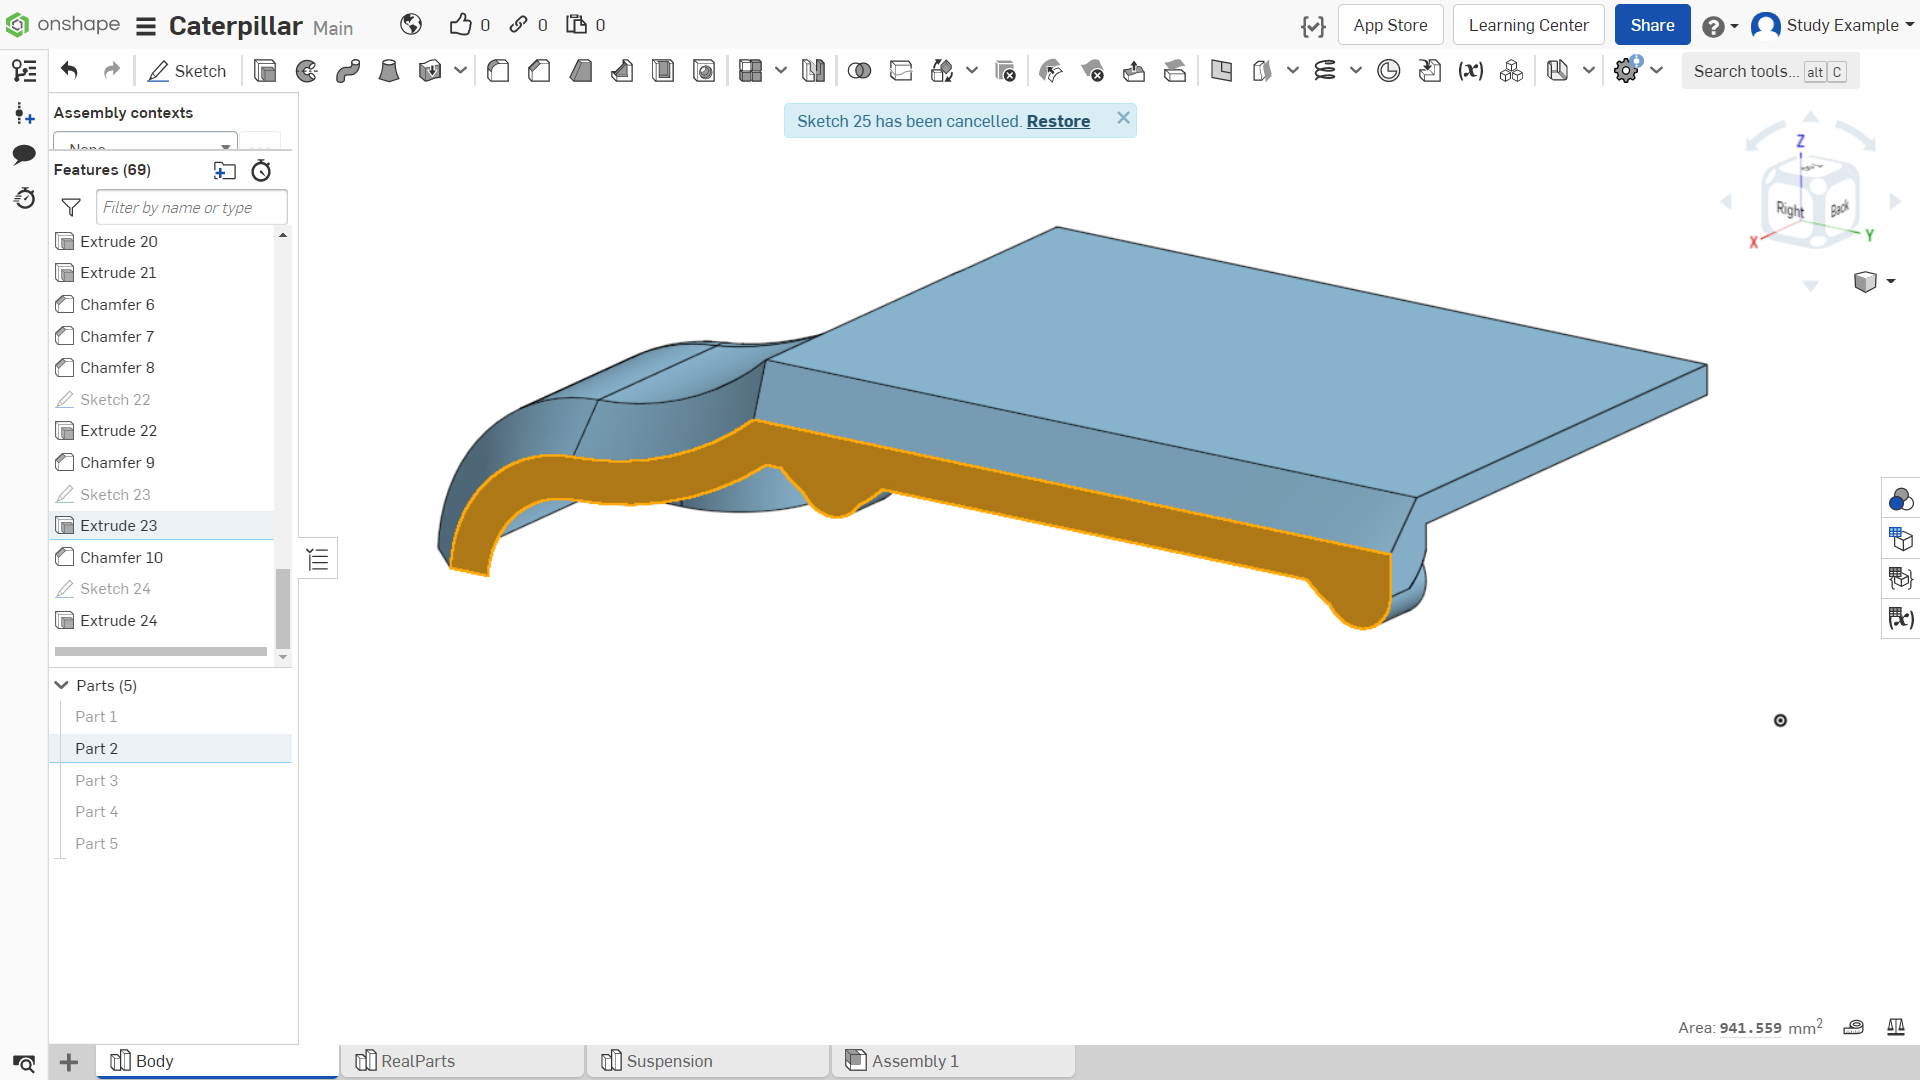 onshape
Caterpillar Main
0
0
0
App Store
Learning Center
Share
Study Example
Sketch
Search tools... alt C
Assembly contexts
Sketch 25 has been cancelled. Restore
Features (69)
Filter by name or type
Extrude 20
Extrude 21
Chamfer 6
Chamfer 7
Chamfer 8
Sketch 22
Extrude 22
Chamfer 9
Sketch 23
Extrude 23
Chamfer 10
Sketch 24
Extrude 24
Parts (5)
Part 1
Part 2
Part 3
Part 4
Part 5
Z
Right
Back
X
Y
Area: 941.559 mm²
Body
RealParts
Suspension
Assembly 1